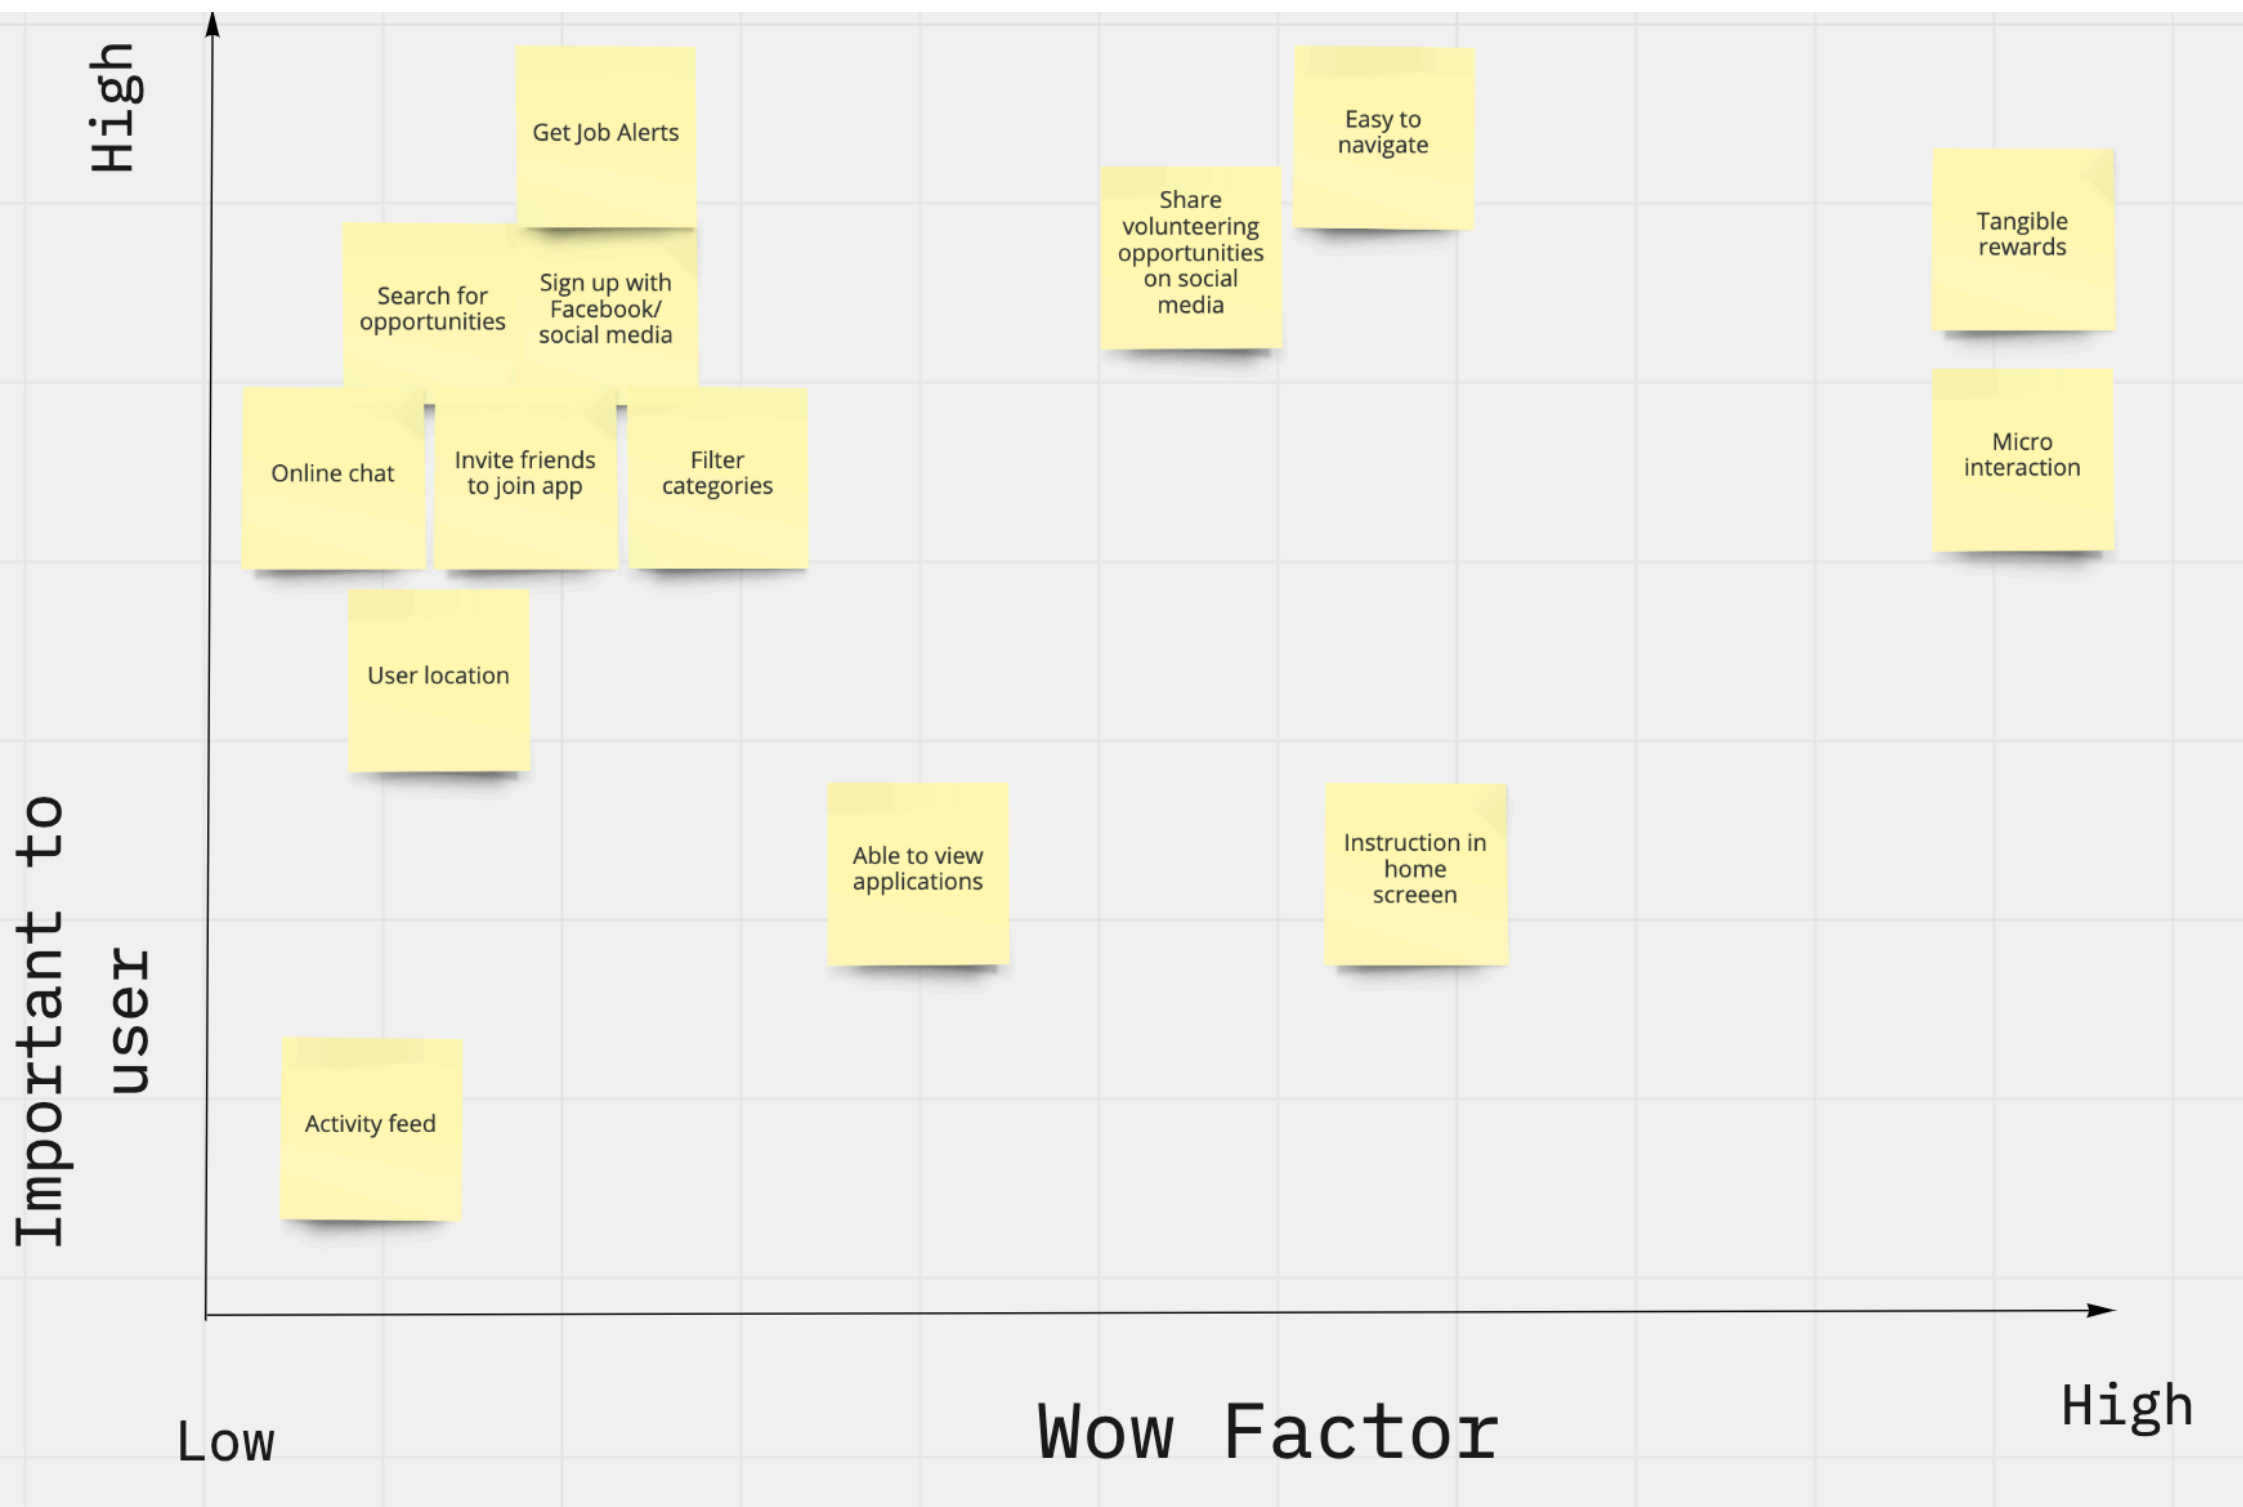 High
Get Job Alerts
Easy to
navigate
Share
volunteering
opportunities
on social
media
Tangible
rewards
Search for
opportunities
Sign up with
Facebook/
social media
Online chat
Invite friends
to join app
Filter
categories
Micro
interaction
User location
Important to
user
Able to view
applications
Instruction in
home
screeen
Activity feed
Low
Wow Factor
High